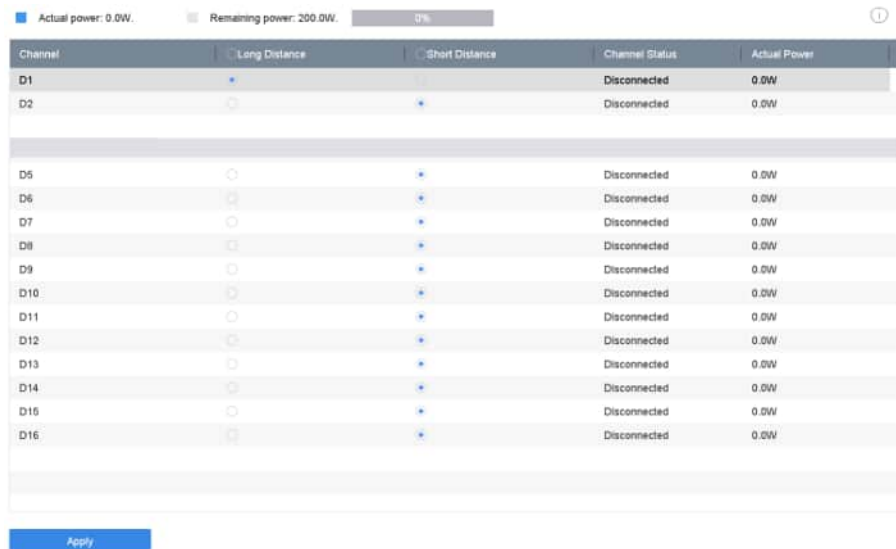 Actual power: 0.0W. Remaining power: 200.0W. 0%
Channel Long Distance Short Distance Channel Status Actual Power
D1 Disconnected 0.0W
D2 Disconnected 0.0W
D5 Disconnected 0.0W
D6 Disconnected 0.0W
D7 Disconnected 0.0W
D8 Disconnected 0.0W
D9 Disconnected 0.0W
D10 Disconnected 0.0W
D11 Disconnected 0.0W
D12 Disconnected 0.0W
D13 Disconnected 0.0W
D14 Disconnected 0.0W
D15 Disconnected 0.0W
D16 Disconnected 0.0W
Apply